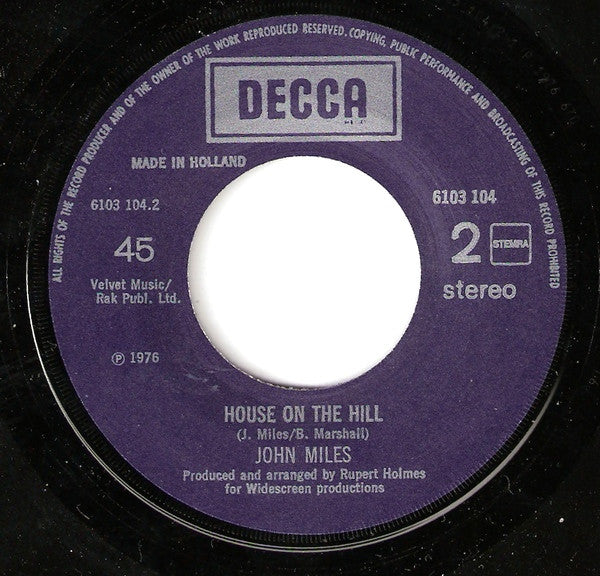 ALL RIGHTS OF THE RECORD PRODUCER AND OF THE OWNER OF THE WORK REPRODUCED RESERVED. COPYING, PUBLIC PERFORMANCE AND BROADCASTING OF THIS RECORD PROHIBITED
DECCA
MADE IN HOLLAND
6103 104.2
6103 104
45
2 STEMRA
Velvet Music/
Rak Publ. Ltd.
stereo
℗ 1976
HOUSE ON THE HILL
(J. Miles/B. Marshall)
JOHN MILES
Produced and arranged by Rupert Holmes
for Widescreen productions